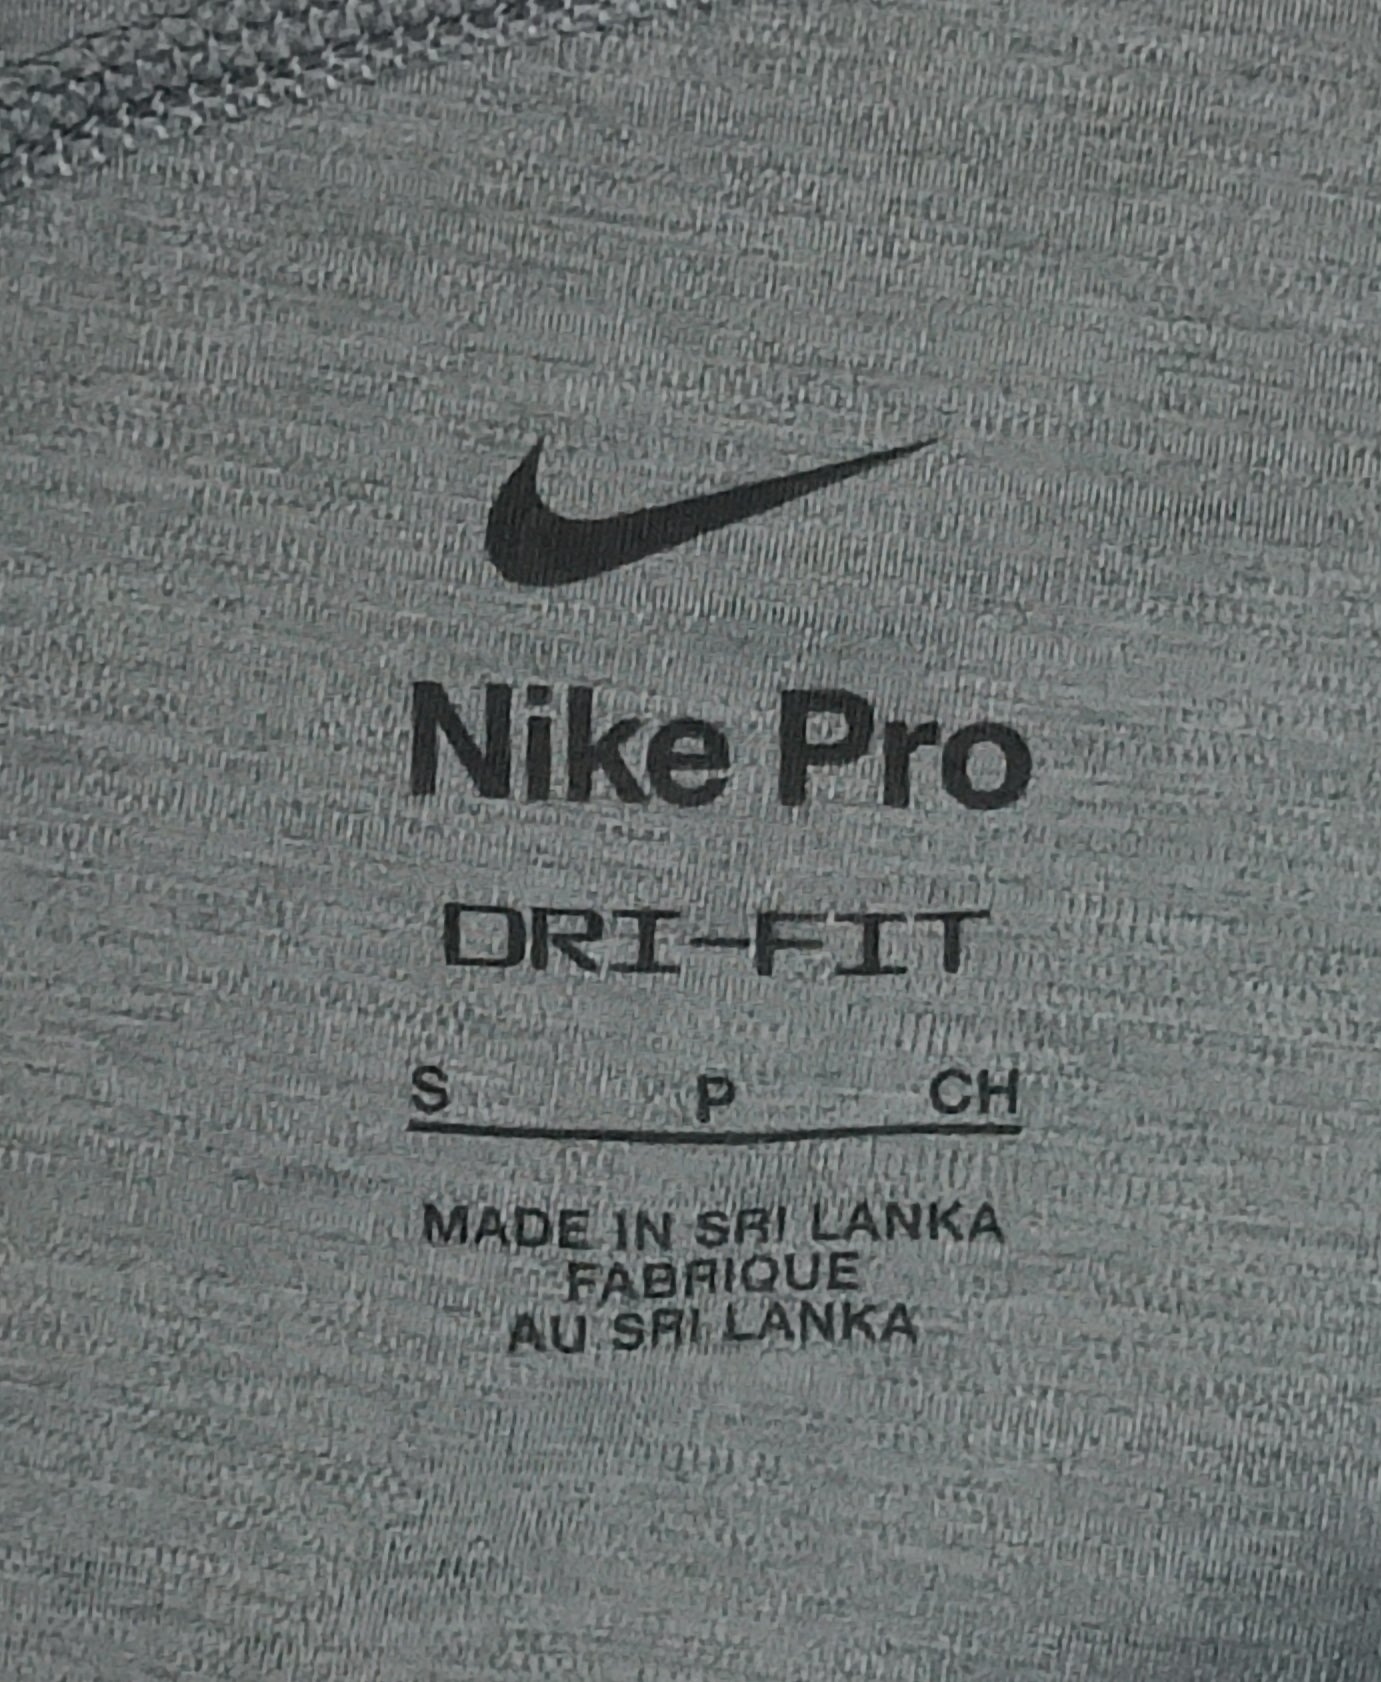 Nike Pro
DRI-FIT
S P CH
MADE IN SRI LANKA
FABRIQUE
AU SRI LANKA